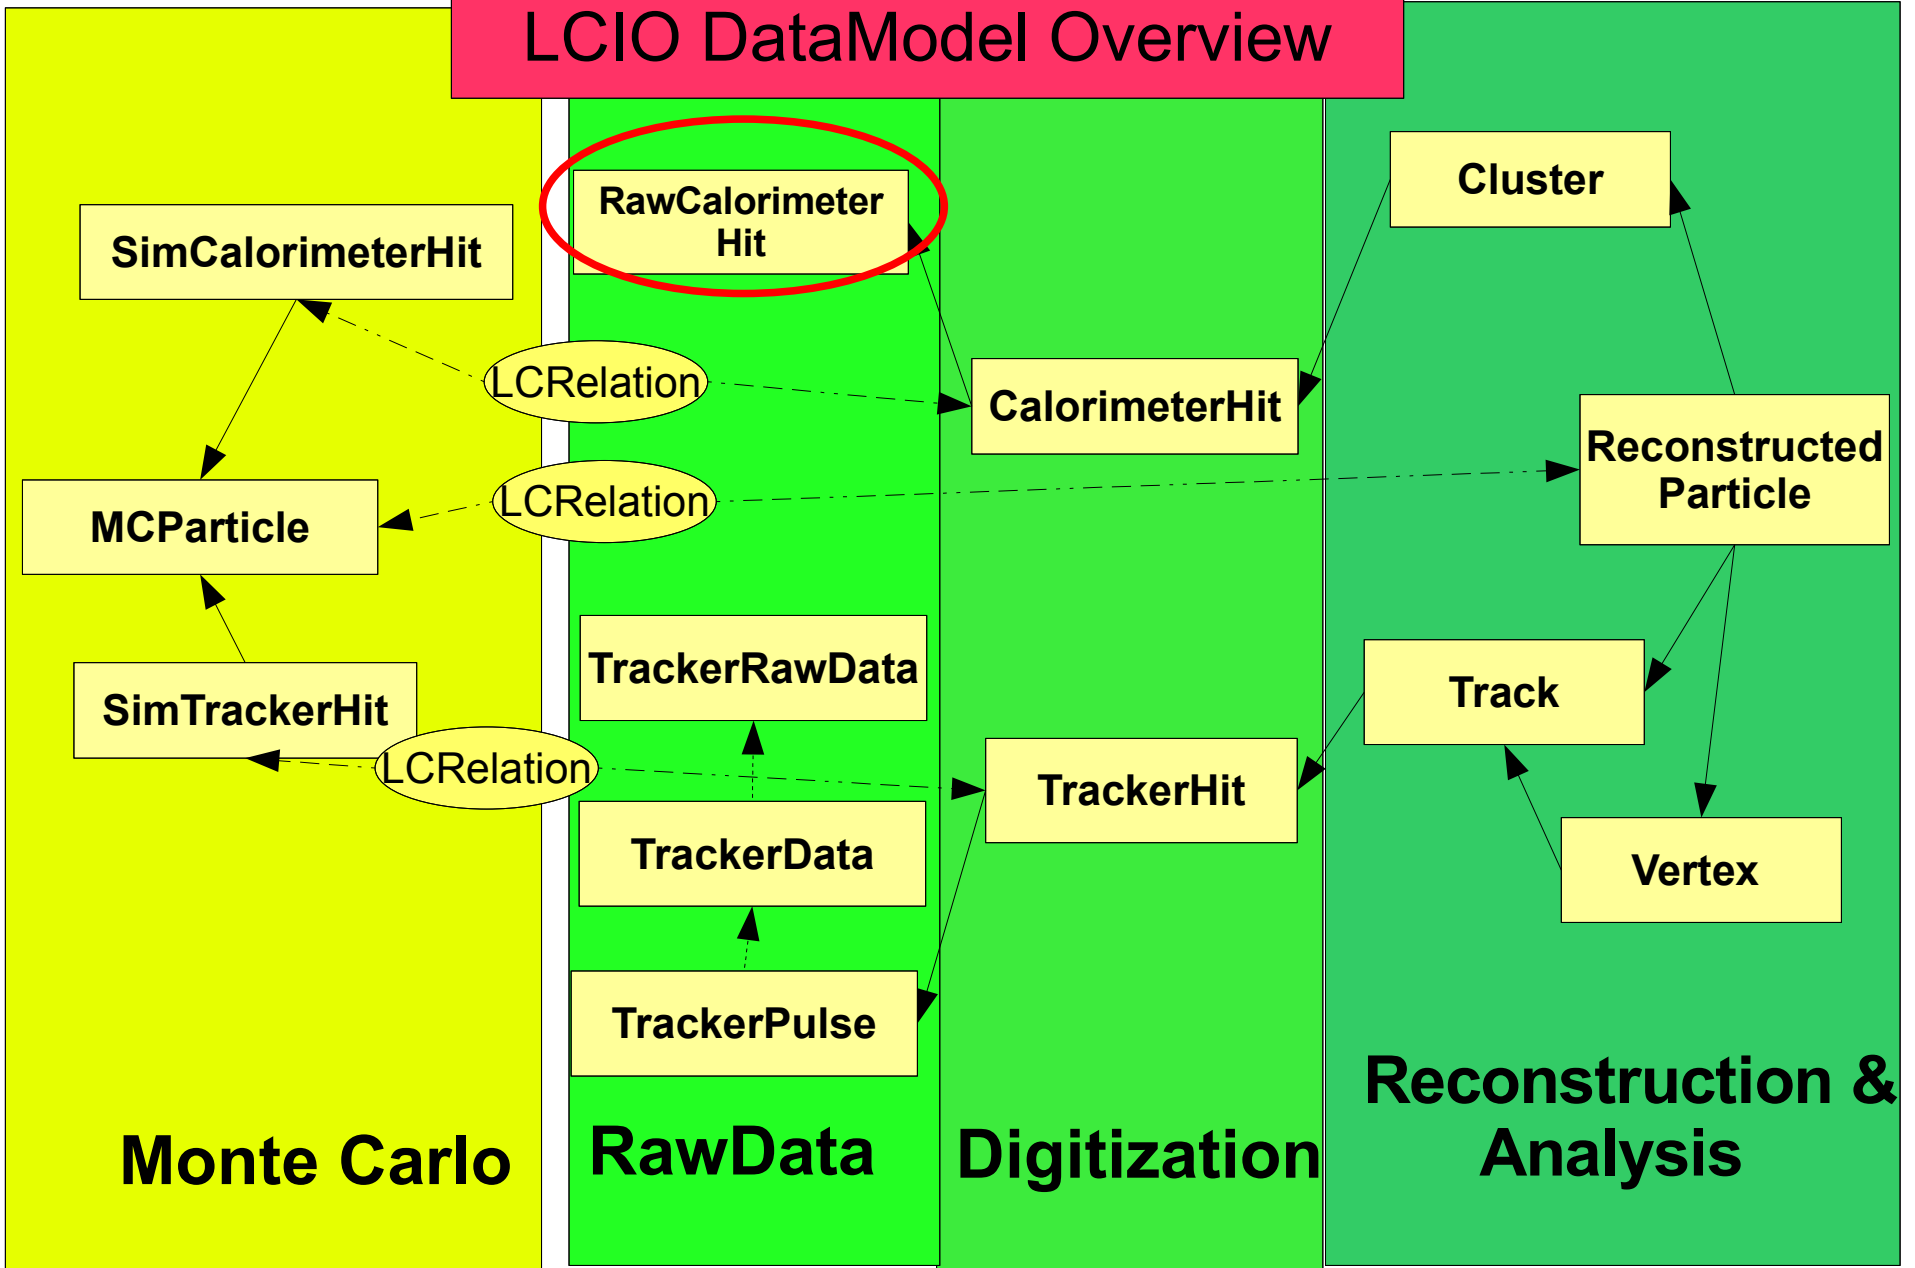 LCIO DataModel Overview
SimCalorimeterHit
MCParticle
SimTrackerHit
Monte Carlo
LCRelation
LCRelation
LCRelation
RawCalorimeter
Hit
TrackerRawData
TrackerData
TrackerPulse
RawData
CalorimeterHit
TrackerHit
Digitization
Cluster
Reconstructed
Particle
Track
Vertex
Reconstruction &
Analysis